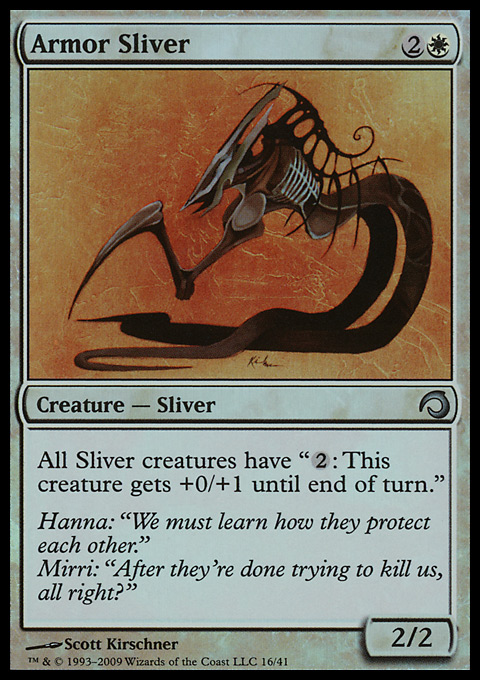 Armor Sliver 2
Creature — Sliver
All Sliver creatures have “2: This
creature gets +0/+1 until end of turn.”
Hanna: “We must learn how they protect
each other.”
Mirri: “After they’re done trying to kill us,
all right?”
Scott Kirschner
2/2
™ & © 1993–2009 Wizards of the Coast LLC 16/41